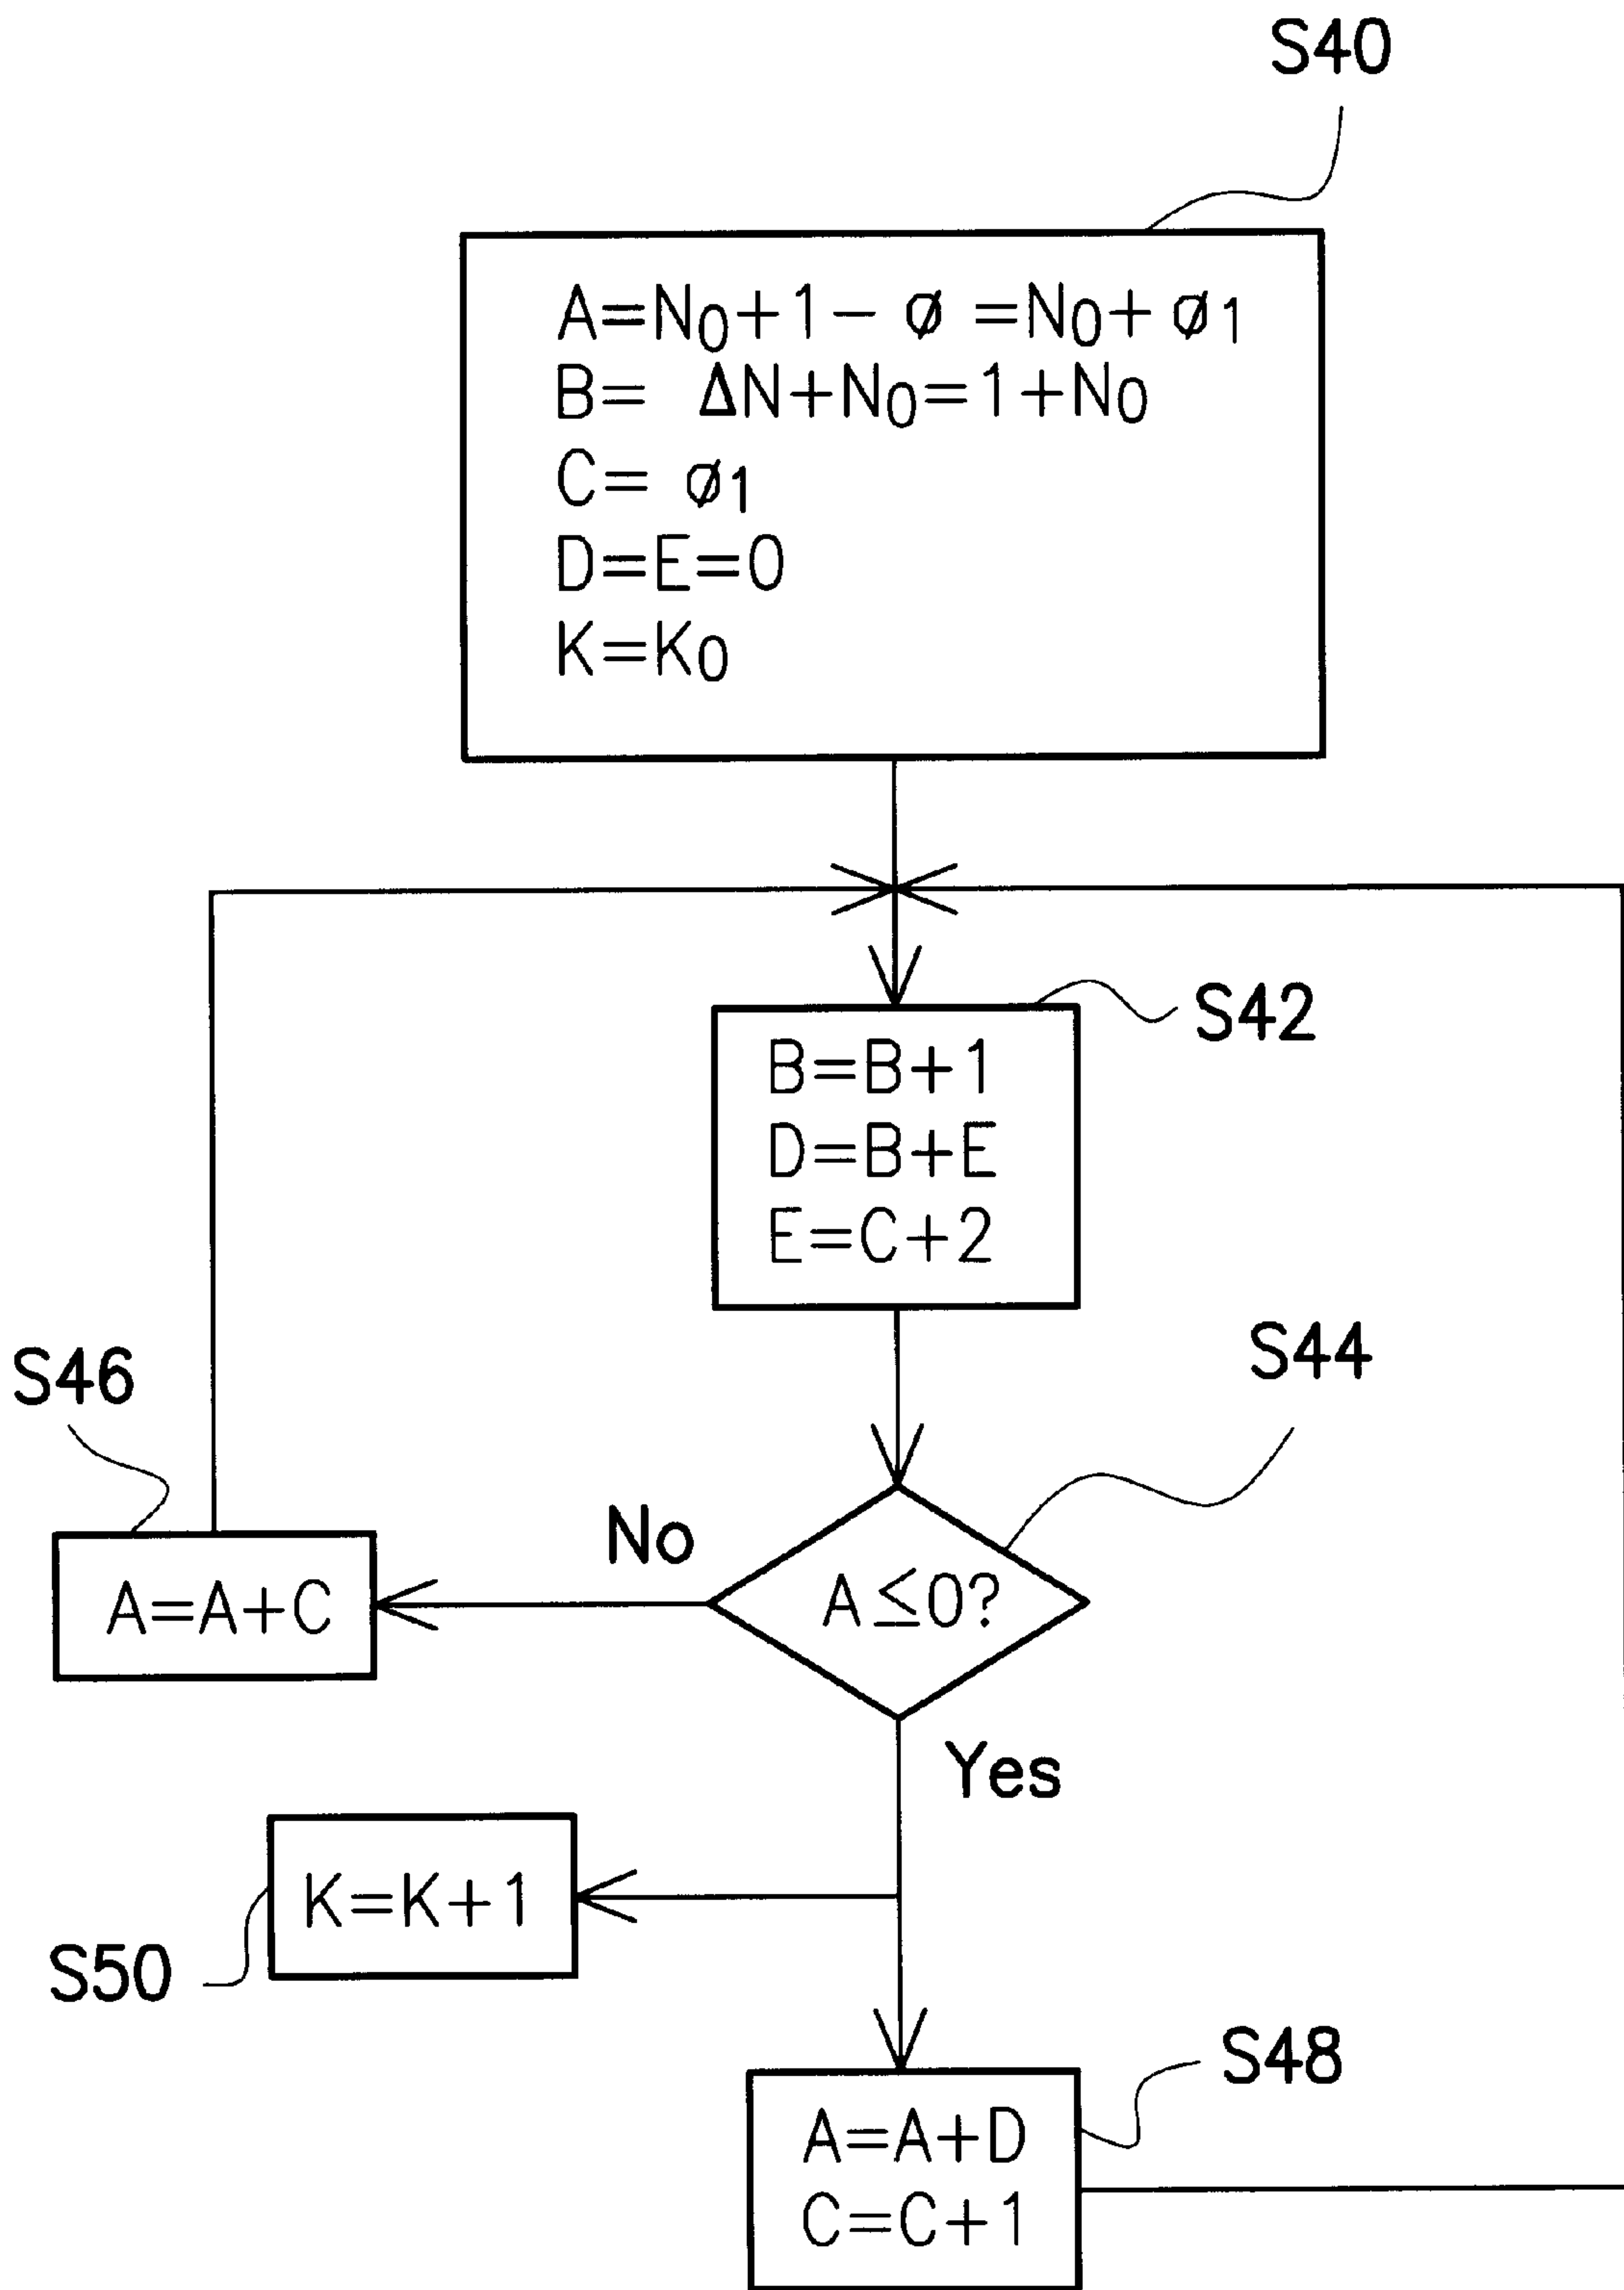 S40
A=N₀+1-ø=N₀+ø₁
B= ΔN+N₀=1+N₀
C= ø₁
D=E=0
K=K₀
S42
B=B+1
D=B+E
E=C+2
S44
S46
No
A≤0?
A=A+C
Yes
K=K+1
S50
S48
A=A+D
C=C+1